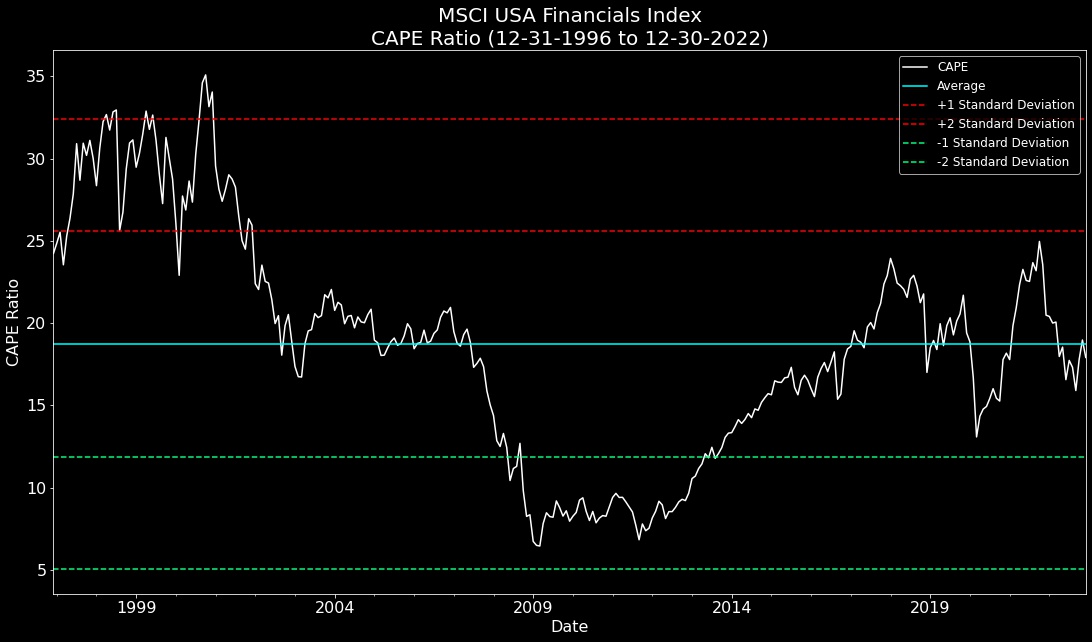 MSCI USA Financials Index
CAPE Ratio (12-31-1996 to 12-30-2022)
CAPE
Average
+1 Standard Deviation
+2 Standard Deviation
-1 Standard Deviation
-2 Standard Deviation
CAPE Ratio
35
30
25
20
15
10
5
1999
2004
2009
2014
2019
Date